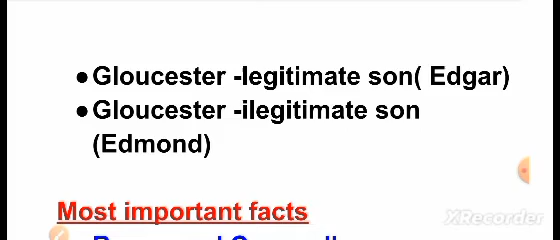 ● Gloucester -legitimate son( Edgar)
● Gloucester -ilegitimate son
(Edmond)
Most important facts
XRecorder